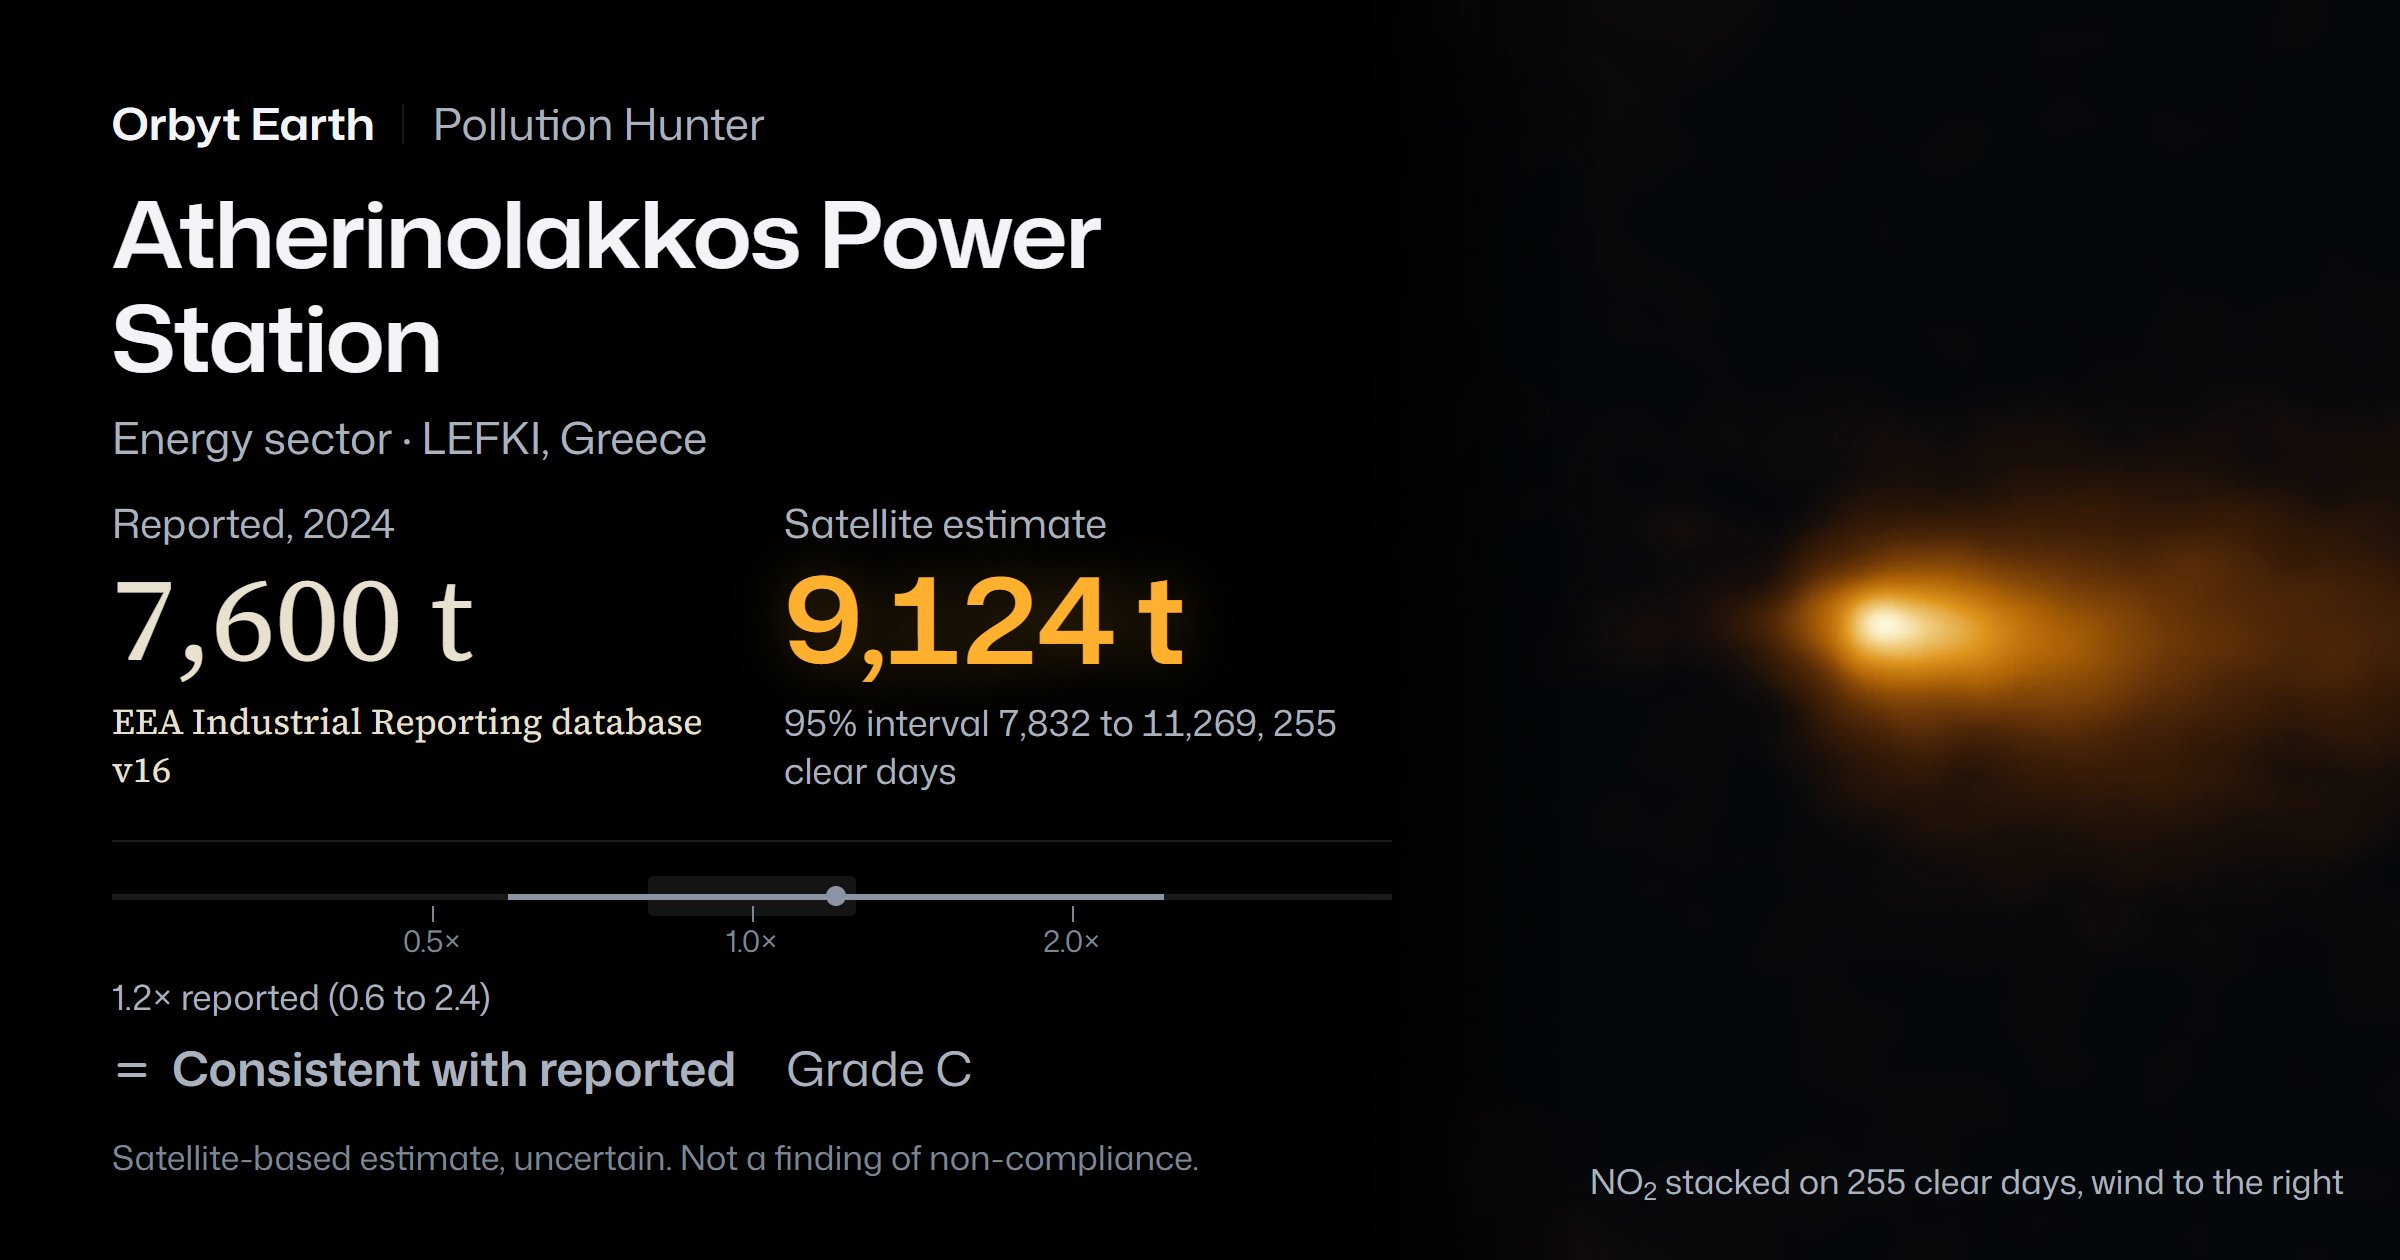 Orbyt Earth | Pollution Hunter
Atherinolakkos Power
Station
Energy sector · LEFKI, Greece
Reported, 2024
7,600 t
EEA Industrial Reporting database
v16
Satellite estimate
9,124 t
95% interval 7,832 to 11,269, 255
clear days
0.5× 1.0× 2.0×
1.2× reported (0.6 to 2.4)
= Consistent with reported Grade C
Satellite-based estimate, uncertain. Not a finding of non-compliance.
NO₂ stacked on 255 clear days, wind to the right